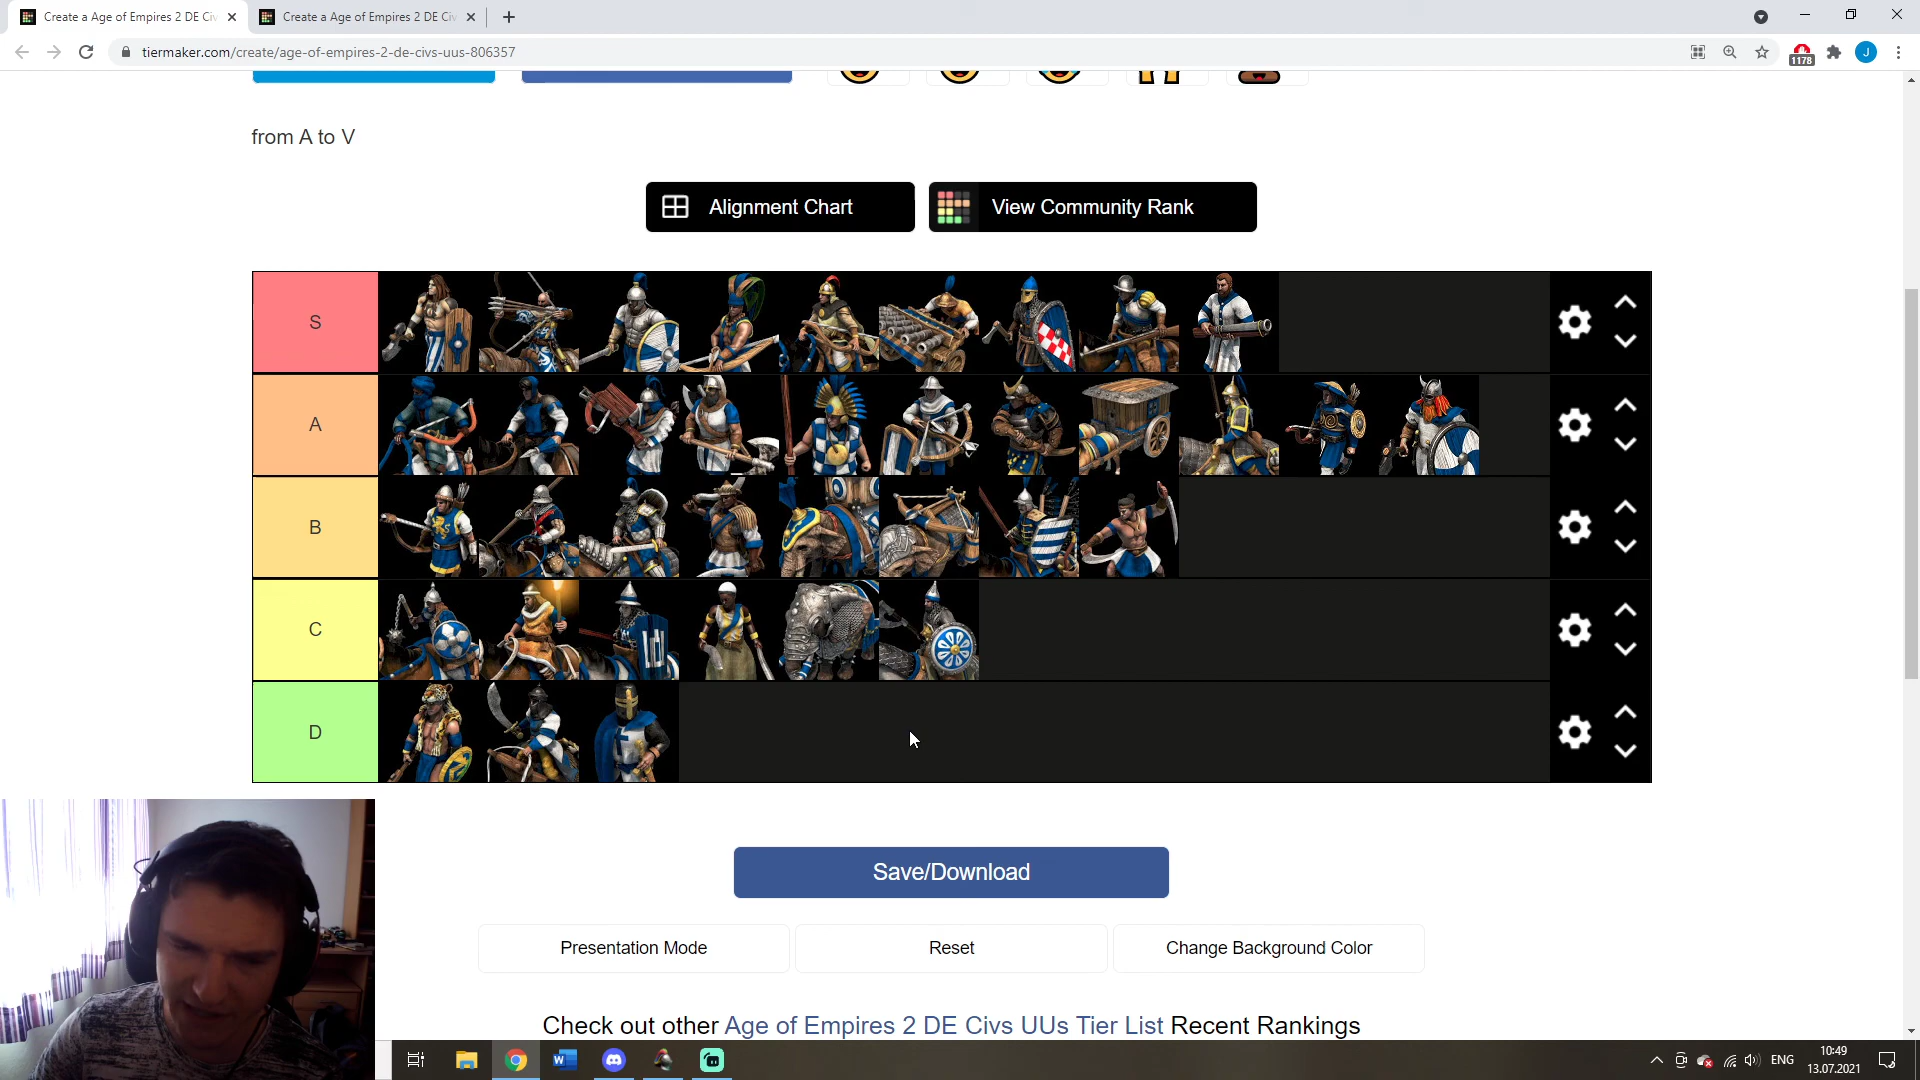 Create a Age of Empires 2 DE Civ
Create a Age of Empires 2 DE Civ
tiermaker.com/create/age-of-empires-2-de-civs-uus-806357
1178
J
from A to V
Alignment Chart
View Community Rank
S
A
B
C
D
Save/Download
Presentation Mode
Reset
Change Background Color
Check out other Age of Empires 2 DE Civs UUs Tier List Recent Rankings
ENG
10:49
13.07.2021